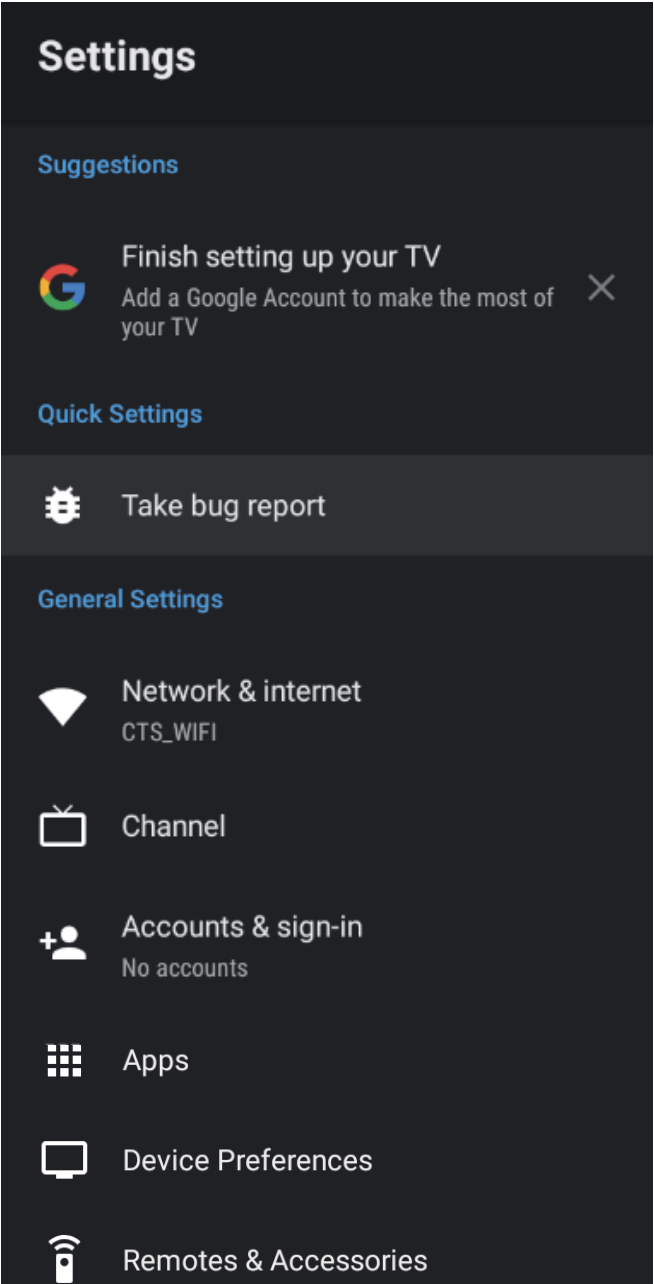 Settings
Suggestions
Finish setting up your TV
Add a Google Account to make the most of
your TV
Quick Settings
Take bug report
General Settings
Network & internet
CTS_WIFI
Channel
Accounts & sign-in
No accounts
Apps
Device Preferences
Remotes & Accessories